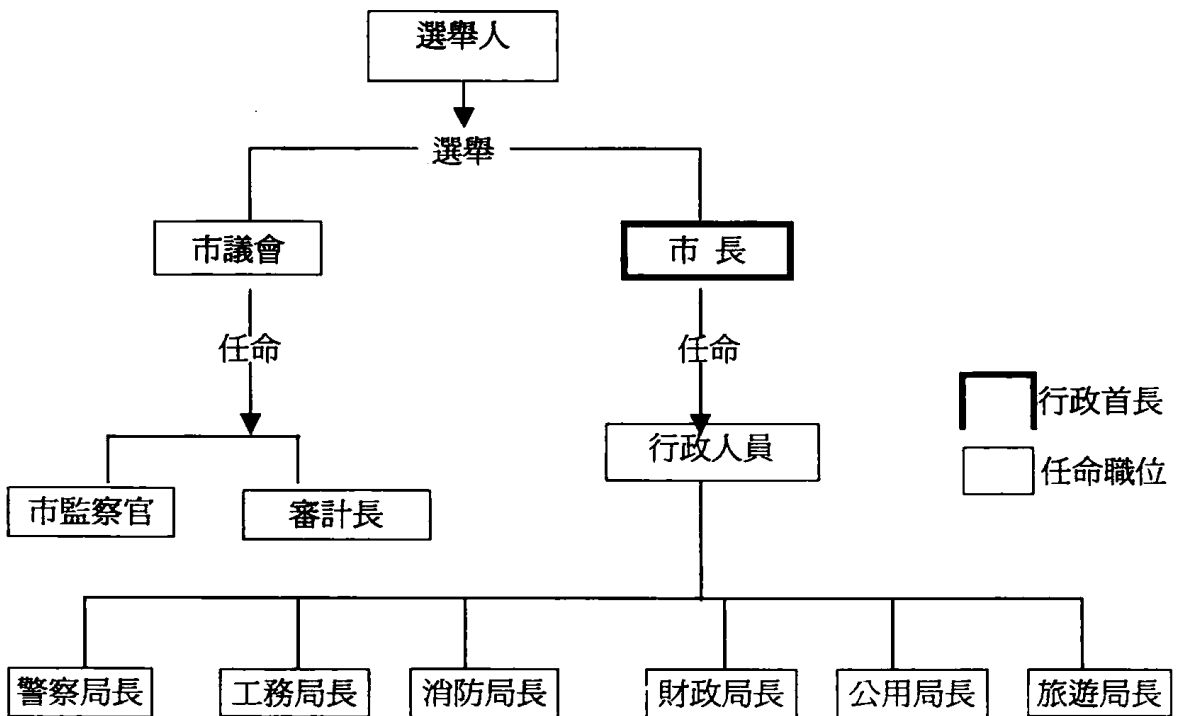 選舉人
選舉
市議會
市 長
任命
任命
行政首長
行政人員
任命職位
市監察官
審計長
警察局長
工務局長
消防局長
財政局長
公用局長
旅遊局長